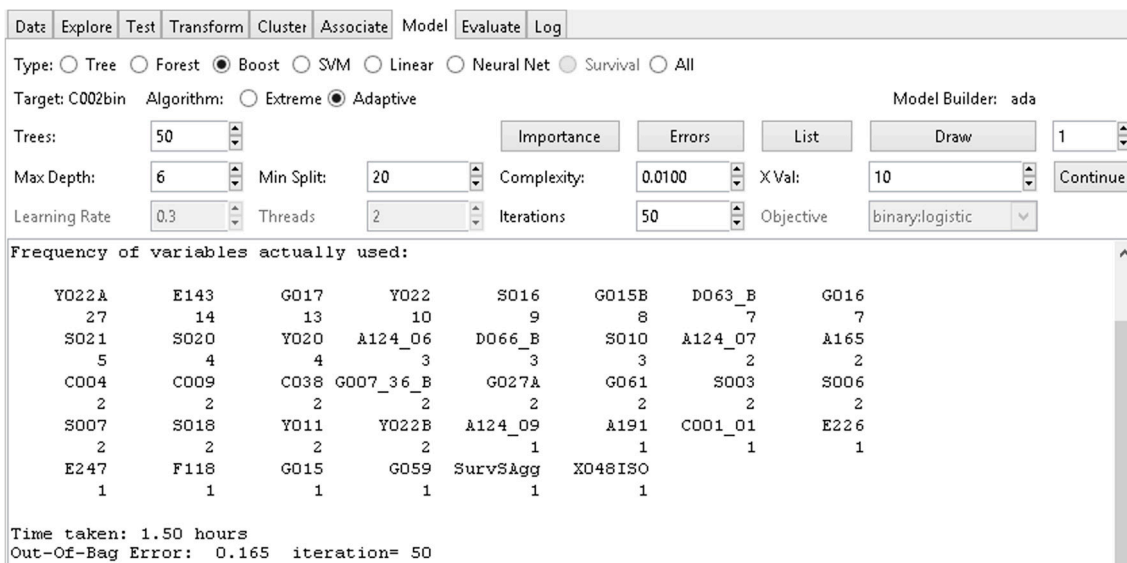 Data Explore Test Transform Cluster Associate Model Evaluate Log
Type: Tree Forest Boost SVM Linear Neural Net Survival All
Target: C002bin Algorithm: Extreme Adaptive Model Builder: ada
Trees: 50 Importance Errors List Draw 1
Max Depth: 6 Min Split: 20 Complexity: 0.0100 X Val: 10 Continue
Learning Rate 0.3 Threads 2 Iterations 50 Objective binary:logistic
Frequency of variables actually used:
Y022A E143 G017 Y022 S016 G015B D063_B G016
27 14 13 10 9 8 7 7
S021 S020 Y020 A124_06 D066_B S010 A124_07 A165
5 4 4 3 3 3 2 2
C004 C009 C038 G007_36_B G027A G061 S003 S006
2 2 2 2 2 2 2 2
S007 S018 Y011 Y022B A124_09 A191 C001_01 E226
2 2 2 2 1 1 1 1
E247 F118 G015 G059 SurvSAgg X048ISO
1 1 1 1 1 1
Time taken: 1.50 hours
Out-Of-Bag Error: 0.165 iteration= 50